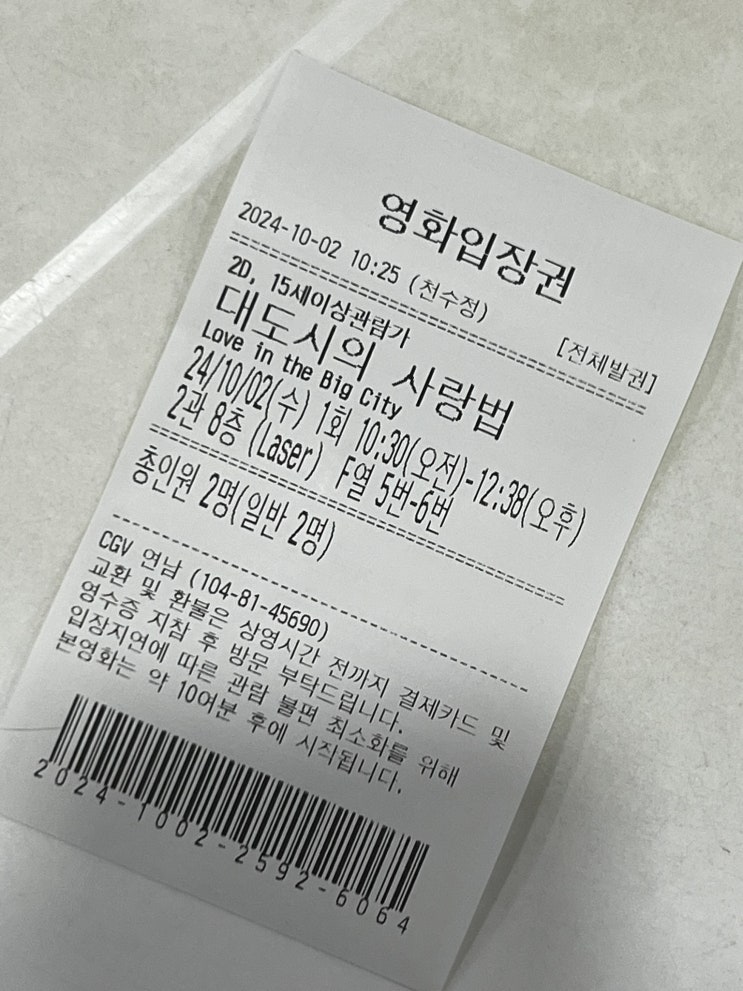 영화입장권
2024-10-02 10:25 (천수정)
[전체발권]
2D, 15세이상관람가
대도시의 사랑법
Love in the Big City
24/10/02(수) 1회 10:30(오전)-12:38(오후)
2관 8층 (Laser) F열 5번-6번
총인원 2명(일반 2명)
CGV 연남 (104-81-45690)
교환 및 환불은 상영시간 전까지 결제카드 및
영수증 지참 후 방문 부탁드립니다.
입장지연에 따른 관람 불편 최소화를 위해
본영화는 약 10여분 후에 시작됩니다.
2024-1002-2592-6064